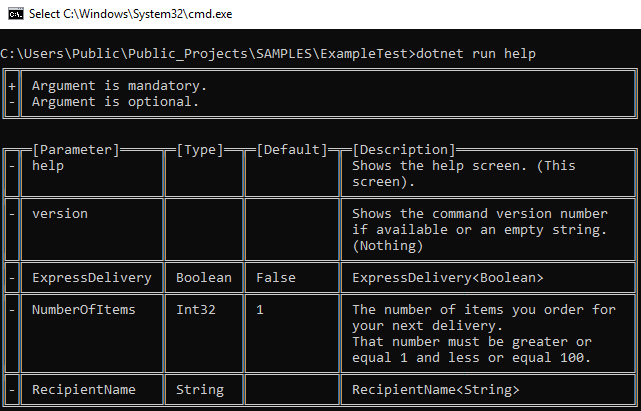 Select C:\Windows\System32\cmd.exe
C:\Users\Public\Public_Projects\SAMPLES\ExampleTest>dotnet run help
+ Argument is mandatory.
- Argument is optional.
[Parameter] [Type] [Default] [Description]
- help Shows the help screen. (This
screen).
- version Shows the command version number
if available or an empty string.
(Nothing)
- ExpressDelivery Boolean False ExpressDelivery<Boolean>
- NumberOfItems Int32 1 The number of items you order for
your next delivery.
That number must be greater or
equal 1 and less or equal 100.
- RecipientName String RecipientName<String>